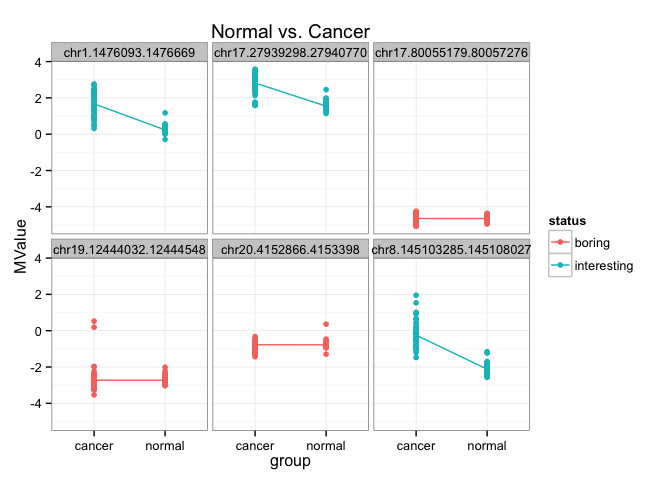 Normal vs. Cancer
chr1.1476093.1476669 chr17.27939298.27940770 chr17.80055179.80057276
4
2
0
-2
-4
chr19.12444032.12444548 chr20.4152866.4153398 chr8.145103285.145108027
4
2
0
-2
-4
MValue
cancer normal cancer normal cancer normal
group
status
boring
interesting